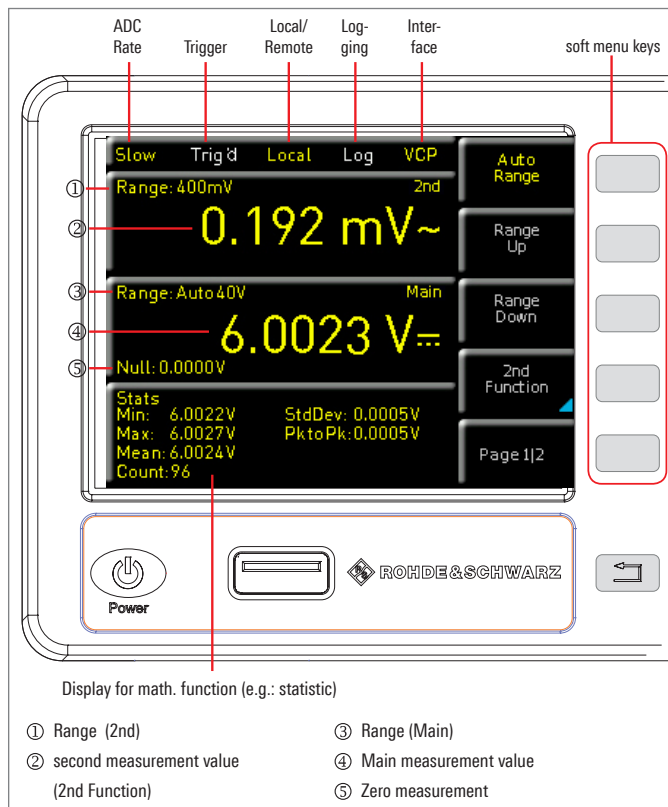 ADC Rate
Trigger
Local/ Remote
Log- ging
Inter- face
soft menu keys
Slow Trig'd Local Log VCP
Auto Range
① Range: 400mV 2nd
② 0.192 mV~
Range Up
③ Range: Auto 40V Main
Range Down
④ 6.0023 V⎓
⑤ Null: 0.0000V
2nd Function
Stats
Min: 6.0022V StdDev: 0.0005V
Max: 6.0027V PktoPk: 0.0005V
Mean: 6.0024V
Count: 96
Page 1|2
Power
ROHDE&SCHWARZ
Display for math. function (e.g.: statistic)
① Range (2nd)
② second measurement value
(2nd Function)
③ Range (Main)
④ Main measurement value
⑤ Zero measurement